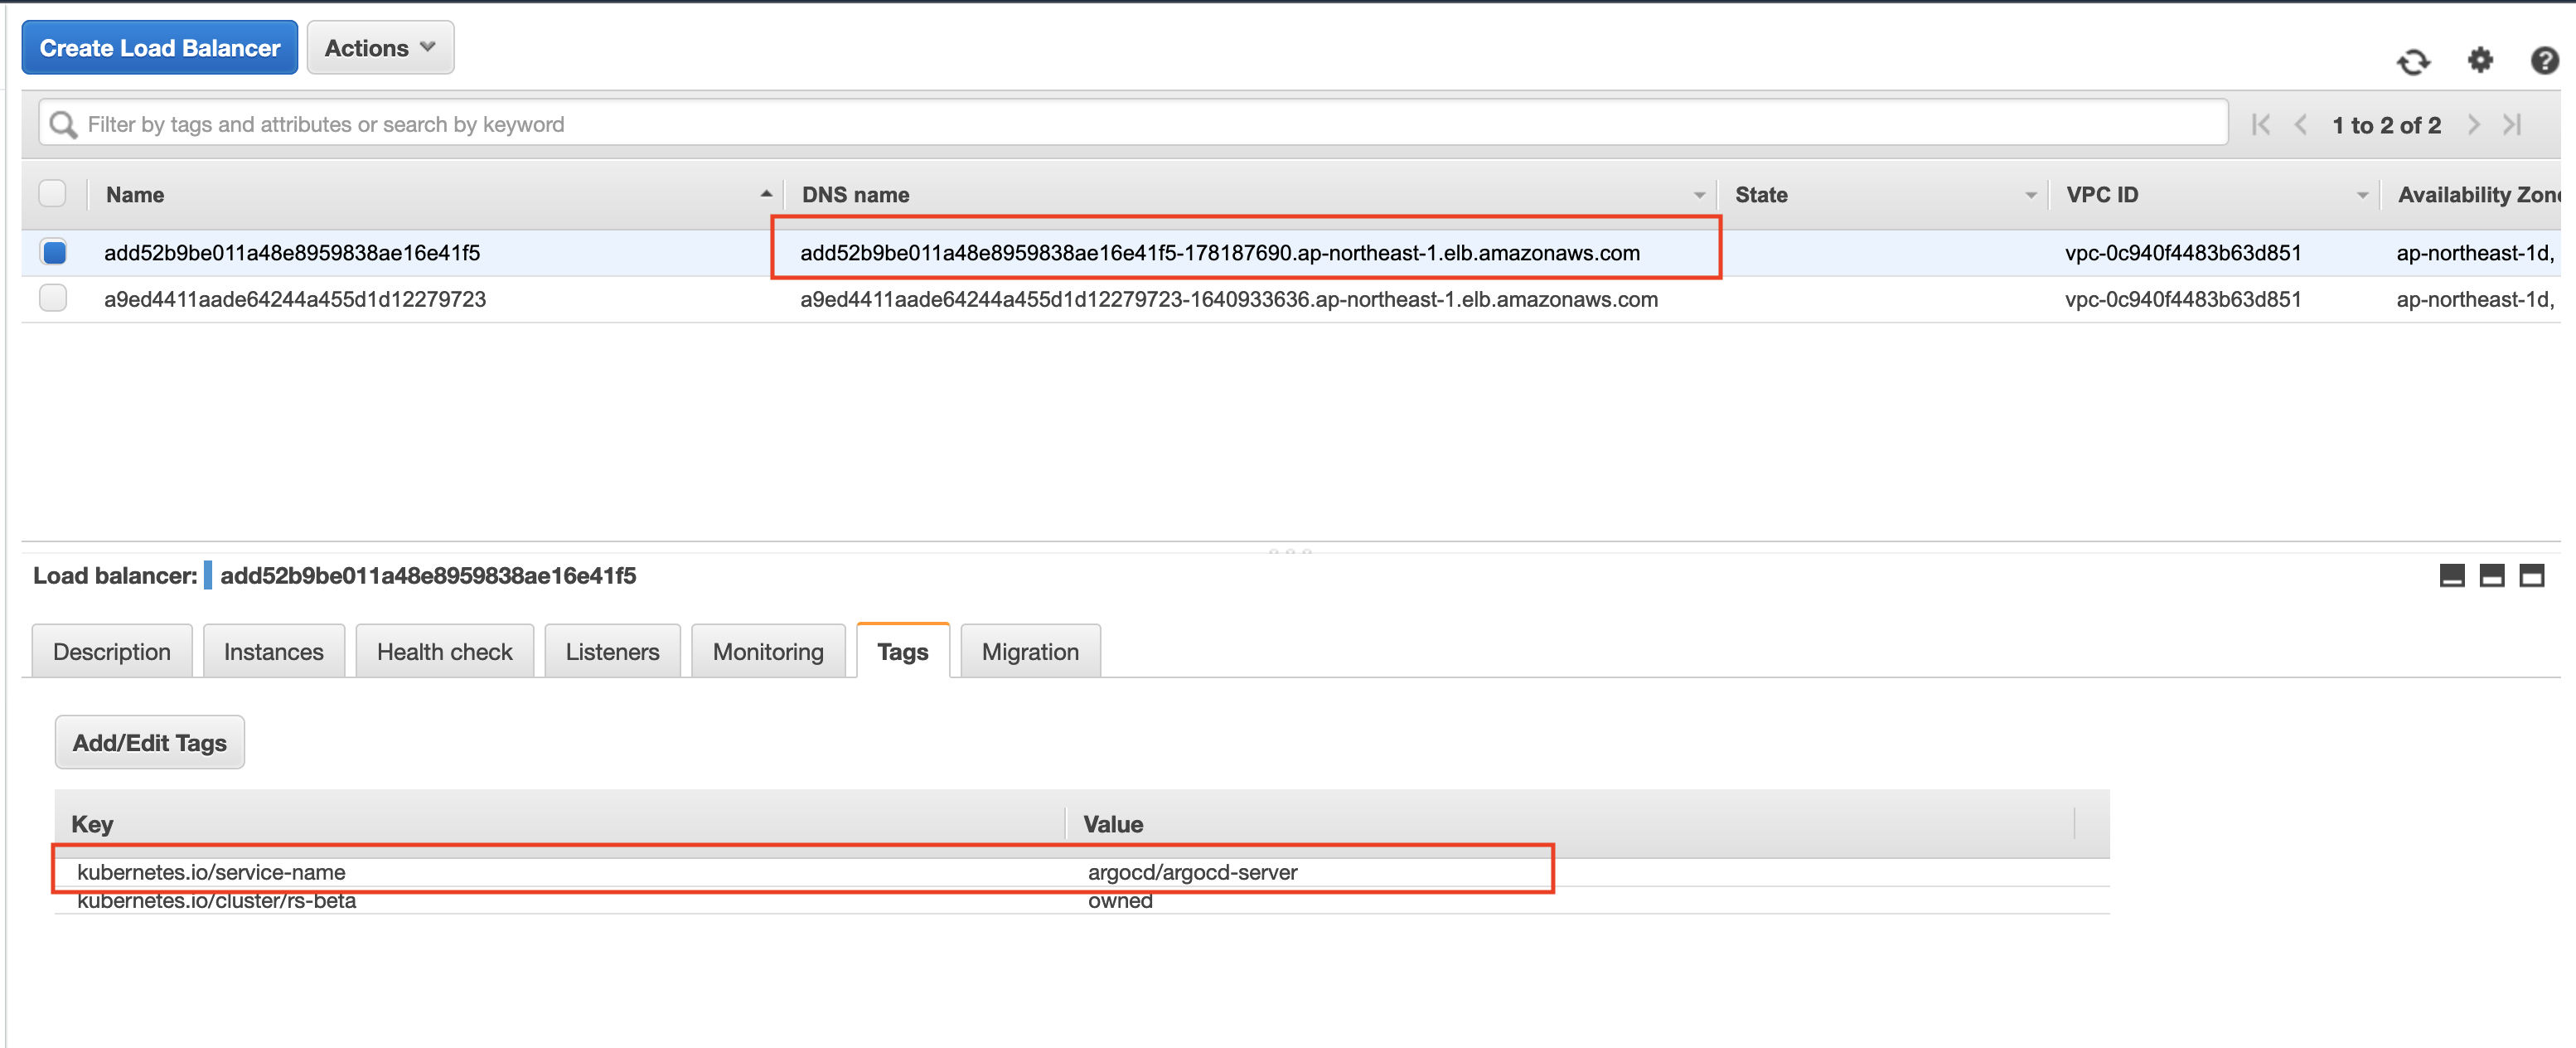 Create Load Balancer Actions
Filter by tags and attributes or search by keyword 1 to 2 of 2
Name DNS name State VPC ID Availability Zone
add52b9be011a48e8959838ae16e41f5 add52b9be011a48e8959838ae16e41f5-178187690.ap-northeast-1.elb.amazonaws.com vpc-0c940f4483b63d851 ap-northeast-1d,
a9ed4411aade64244a455d1d12279723 a9ed4411aade64244a455d1d12279723-1640933636.ap-northeast-1.elb.amazonaws.com vpc-0c940f4483b63d851 ap-northeast-1d,
Load balancer: add52b9be011a48e8959838ae16e41f5
Description Instances Health check Listeners Monitoring Tags Migration
Add/Edit Tags
Key Value
kubernetes.io/service-name argocd/argocd-server
kubernetes.io/cluster/rs-beta owned